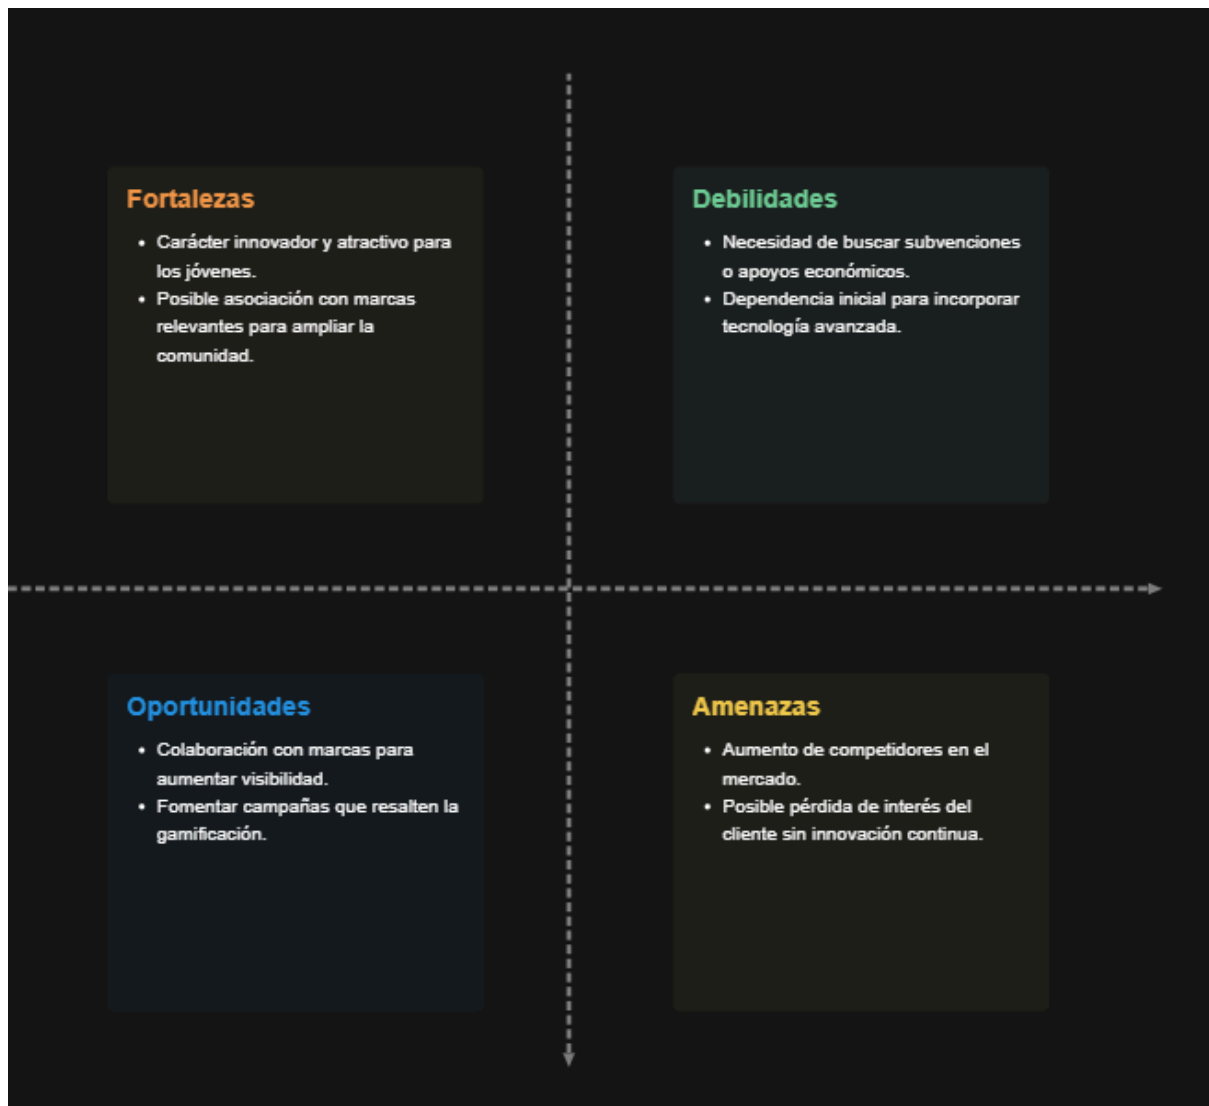 Fortalezas
• Carácter innovador y atractivo para
los jóvenes.
• Posible asociación con marcas
relevantes para ampliar la
comunidad.
Debilidades
• Necesidad de buscar subvenciones
o apoyos económicos.
• Dependencia inicial para incorporar
tecnología avanzada.
Oportunidades
• Colaboración con marcas para
aumentar visibilidad.
• Fomentar campañas que resalten la
gamificación.
Amenazas
• Aumento de competidores en el
mercado.
• Posible pérdida de interés del
cliente sin innovación continua.